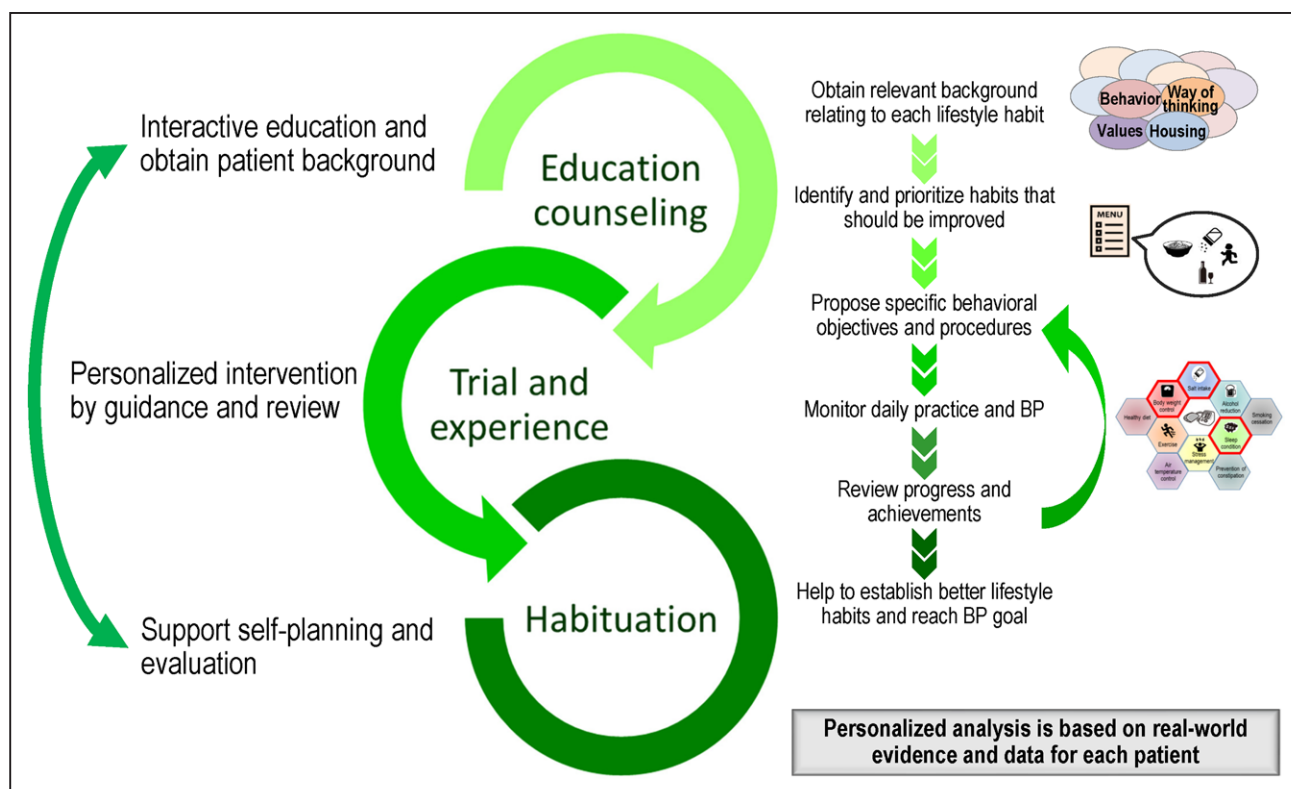 Interactive education and
obtain patient background
Personalized intervention
by guidance and review
Support self-planning and
evaluation
Education
counseling
Trial and
experience
Habituation
Obtain relevant background
relating to each lifestyle habit
Identify and prioritize habits that
should be improved
Propose specific behavioral
objectives and procedures
Monitor daily practice and BP
Review progress and
achievements
Help to establish better lifestyle
habits and reach BP goal
Behavior
Way of
thinking
Values
Housing
MENU
Salt intake
Body weight
control
Alcohol
reduction
Healthy diet
Smoking
cessation
Exercise
Sleep
condition
Stress
management
Air
temperature
control
Prevention of
constipation
Personalized analysis is based on real-world
evidence and data for each patient